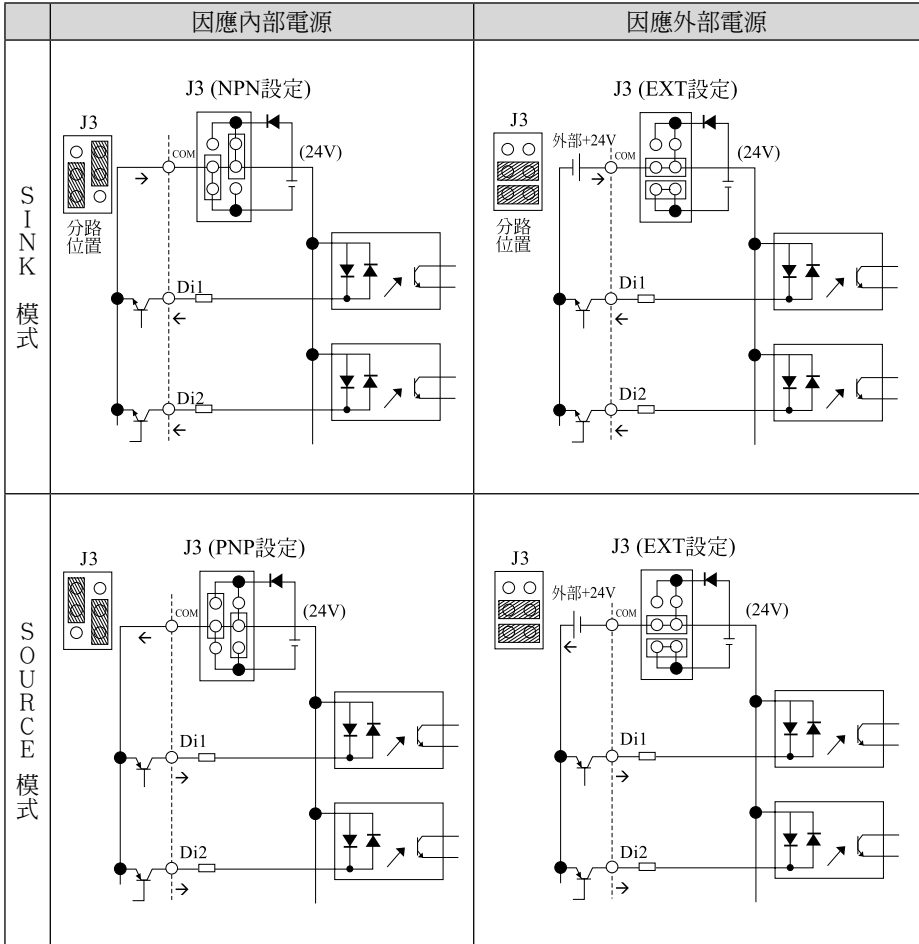 因應內部電源
因應外部電源
SINK 模式
J3 (NPN設定)
J3
COM
(24V)
分路
位置
Di1
Di2
J3 (EXT設定)
J3
外部+24V
COM
(24V)
分路
位置
Di1
Di2
SOURCE 模式
J3 (PNP設定)
J3
COM
(24V)
Di1
Di2
J3 (EXT設定)
J3
外部+24V
COM
(24V)
Di1
Di2